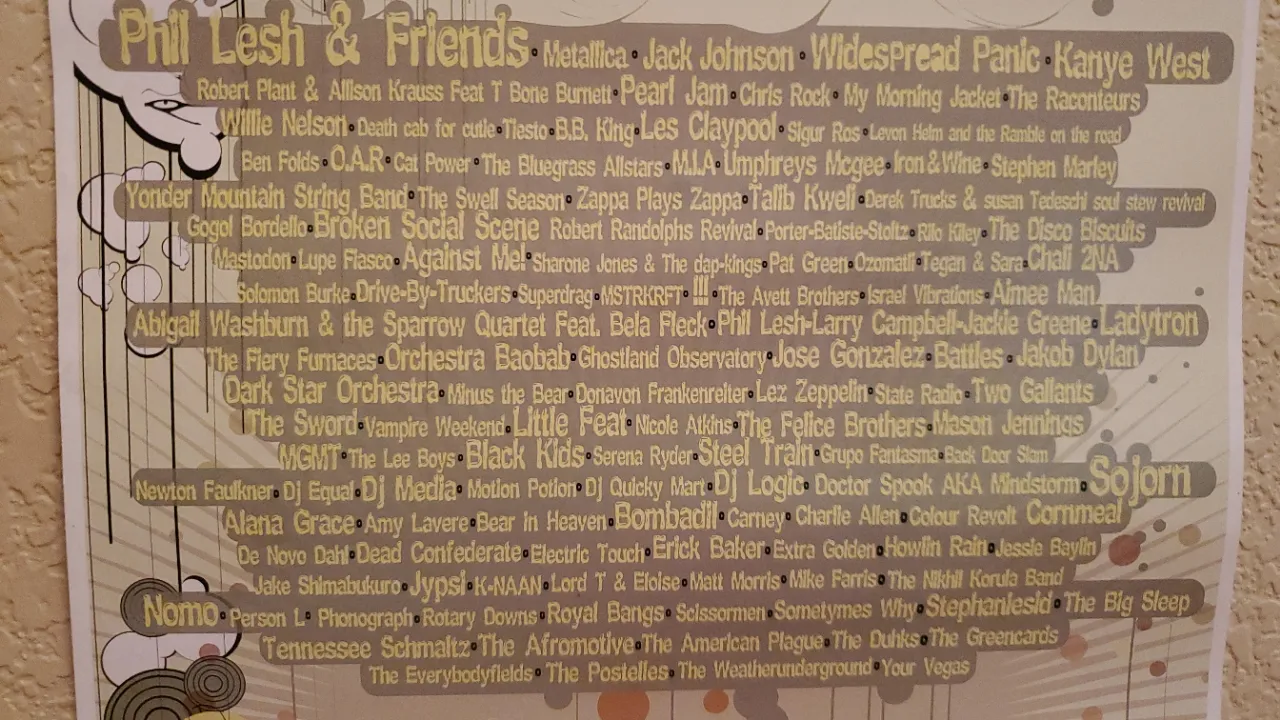 Phil Lesh & Friends • Metallica • Jack Johnson • Widespread Panic • Kanye West
Robert Plant & Allison Krauss Feat T Bone Burnett • Pearl Jam • Chris Rock • My Morning Jacket • The Raconteurs
Willie Nelson • Death cab for cutie • Tiesto • B.B. King • Les Claypool • Sigur Ros • Levon Helm and the Ramble on the road
Ben Folds • O.A.R • Cat Power • The Bluegrass Allstars • M.I.A • Umphreys Mcgee • Iron & Wine • Stephen Marley
Yonder Mountain String Band • The Swell Season • Zappa Plays Zappa • Talib Kweli • Derek Trucks & susan Tedeschi soul stew revival
Gogol Bordello • Broken Social Scene Robert Randolphs Revival • Porter-Batiste-Stoltz • Rilo Kiley • The Disco Biscuits
Mastodon • Lupe Fiasco • Against Me! • Sharone Jones & The dap-kings • Pat Green • Ozomatli • Tegan & Sara • Chali 2NA
Solomon Burke • Drive-By-Truckers • Superdrag • MSTRKRFT • !!! • The Avett Brothers • Israel Vibrations • Aimee Man
Abigail Washburn & the Sparrow Quartet Feat. Bela Fleck • Phil Lesh-Larry Campbell-Jackie Greene • Ladytron
The Fiery Furnaces • Orchestra Baobab • Ghostland Observatory • Jose Gonzalez • Battles • Jakob Dylan
Dark Star Orchestra • Minus the Bear • Donavon Frankenreiter • Lez Zeppelin • State Radio • Two Gallants
The Sword • Vampire Weekend • Little Feat • Nicole Atkins • The Felice Brothers • Mason Jennings
MGMT • The Lee Boys • Black Kids • Serena Ryder • Steel Train • Grupo Fantasma • Back Door Slam
Newton Faulkner • Dj Equal • Dj Media • Motion Potion • DJ Quicky Mart • Dj Logic • Doctor Spook AKA Mindstorm • Sojorn
Alana Grace • Amy Lavere • Bear in Heaven • Bombadil • Carney • Charlie Allen • Colour Revolt Cornmeal
De Novo Dahl • Dead Confederate • Electric Touch • Erick Baker • Extra Golden • Howlin Rain • Jessie Baylin
Jake Shimabukuro • Jypsi • K-NAAN • Lord T & Eloise • Matt Morris • Mike Farris • The Nikhil Korula Band
Nomo • Person L • Phonograph • Rotary Downs • Royal Bangs • Scissormen • Sometymes Why • Stephaniesid • The Big Sleep
Tennessee Schmaltz • The Afromotive • The American Plague • The Duhks • The Greencards
The Everybodyfields • The Postelles • The Weatherunderground • Your Vegas